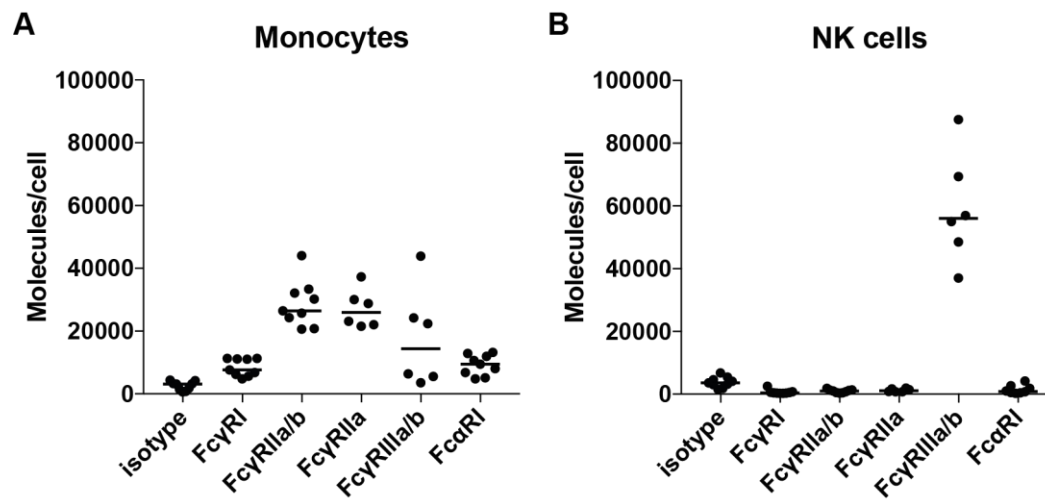 A
Monocytes
100000
80000
60000
40000
20000
0
Molecules/cell
isotype
FcγRI
FcγRIIa/b
FcγRIIa
FcγRIIIa/b
FcαRI
B
NK cells
100000
80000
60000
40000
20000
0
Molecules/cell
isotype
FcγRI
FcγRIIa/b
FcγRIIa
FcγRIIIa/b
FcαRI